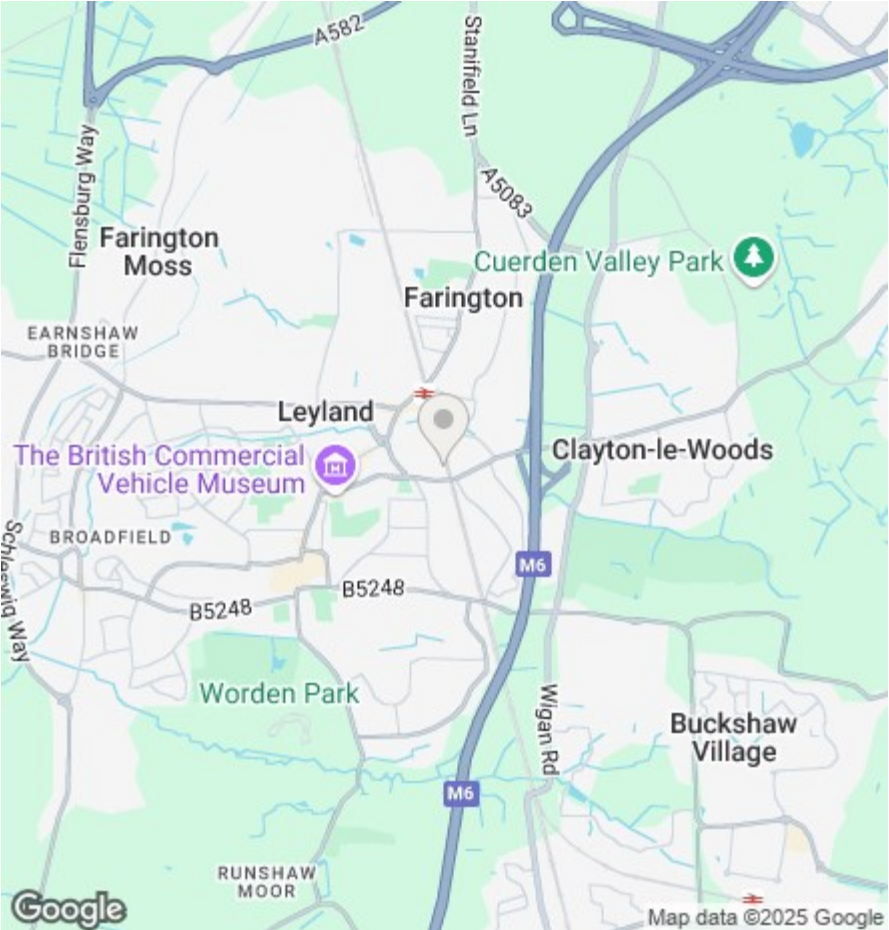 A582
Stanifield Ln
Flensburg Way
A5083
Farington
Moss
Cuerden Valley Park
Farington
EARNSHAW
BRIDGE
Leyland
The British Commercial
Vehicle Museum
Clayton-le-Woods
BROADFIELD
Schleswig Way
M6
B5248
B5248
Worden Park
Wigan Rd
Buckshaw
Village
M6
RUNSHAW
MOOR
Google
Map data ©2025 Google